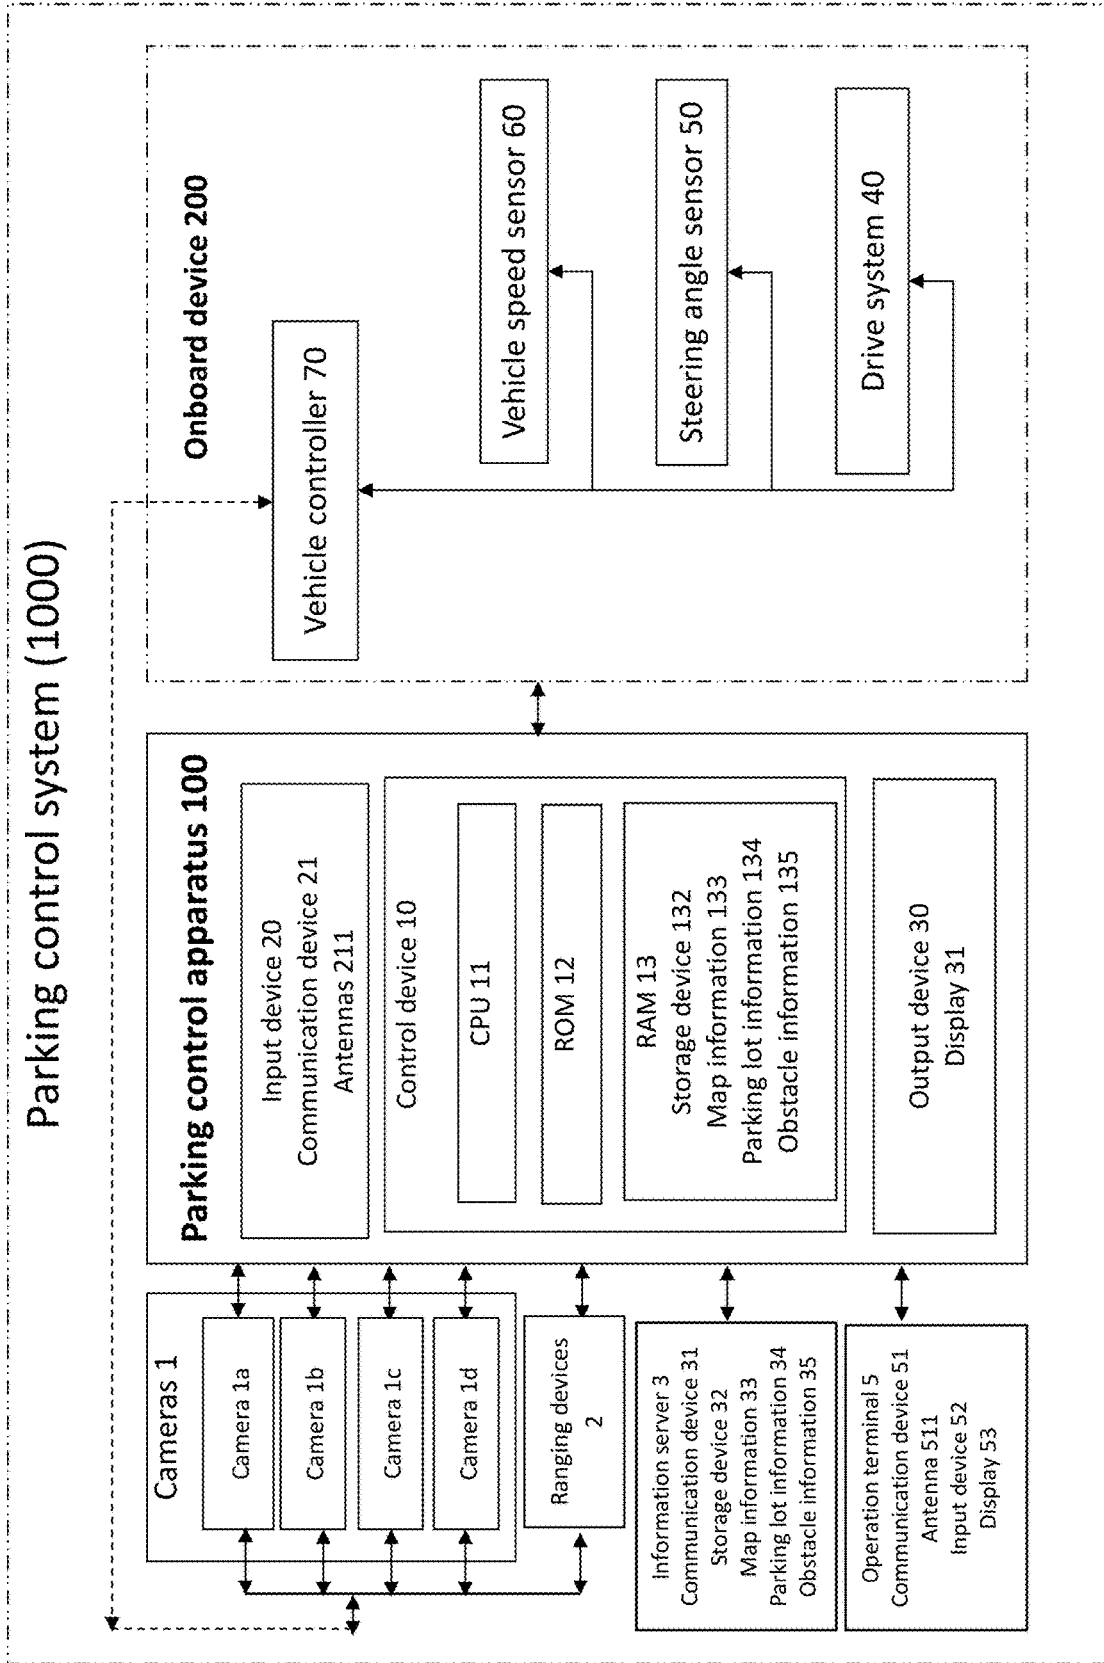 Parking control system (1000)
Cameras 1
Camera 1a
Camera 1b
Camera 1c
Camera 1d
Ranging devices
2
Information server 3
Communication device 31
Storage device 32
Map information 33
Parking lot information 34
Obstacle information 35
Operation terminal 5
Communication device 51
Antenna 511
Input device 52
Display 53
Parking control apparatus 100
Input device 20
Communication device 21
Antennas 211
Control device 10
CPU 11
ROM 12
RAM 13
Storage device 132
Map information 133
Parking lot information 134
Obstacle information 135
Output device 30
Display 31
Onboard device 200
Vehicle controller 70
Vehicle speed sensor 60
Steering angle sensor 50
Drive system 40